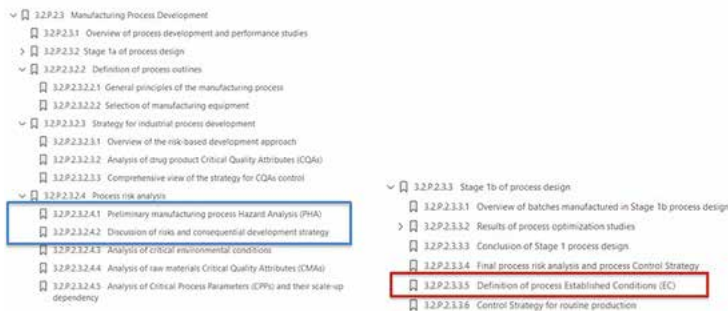 3.2.P.2.3 Manufacturing Process Development
3.2.P.2.3.1 Overview of process development and performance studies
3.2.P.2.3.2 Stage 1a of process design
3.2.P.2.3.2.2 Definition of process outlines
3.2.P.2.3.2.2.1 General principles of the manufacturing process
3.2.P.2.3.2.2.2 Selection of manufacturing equipment
3.2.P.2.3.2.3 Strategy for industrial process development
3.2.P.2.3.2.3.1 Overview of the risk-based development approach
3.2.P.2.3.2.3.2 Analysis of drug product Critical Quality Attributes (CQAs)
3.2.P.2.3.2.3.3 Comprehensive view of the strategy for CQAs control
3.2.P.2.3.2.4 Process risk analysis
3.2.P.2.3.2.4.1 Preliminary manufacturing process Hazard Analysis (PHA)
3.2.P.2.3.2.4.2 Discussion of risks and consequential development strategy
3.2.P.2.3.2.4.3 Analysis of critical environmental conditions
3.2.P.2.3.2.4.4 Analysis of raw materials Critical Quality Attributes (CMAs)
3.2.P.2.3.2.4.5 Analysis of Critical Process Parameters (CPPs) and their scale-up
dependency
3.2.P.2.3.3 Stage 1b of process design
3.2.P.2.3.3.1 Overview of batches manufactured in Stage 1b process design
3.2.P.2.3.3.2 Results of process optimization studies
3.2.P.2.3.3.3 Conclusion of Stage 1 process design
3.2.P.2.3.3.4 Final process risk analysis and process Control Strategy
3.2.P.2.3.3.5 Definition of process Established Conditions (EC)
3.2.P.2.3.3.6 Control Strategy for routine production